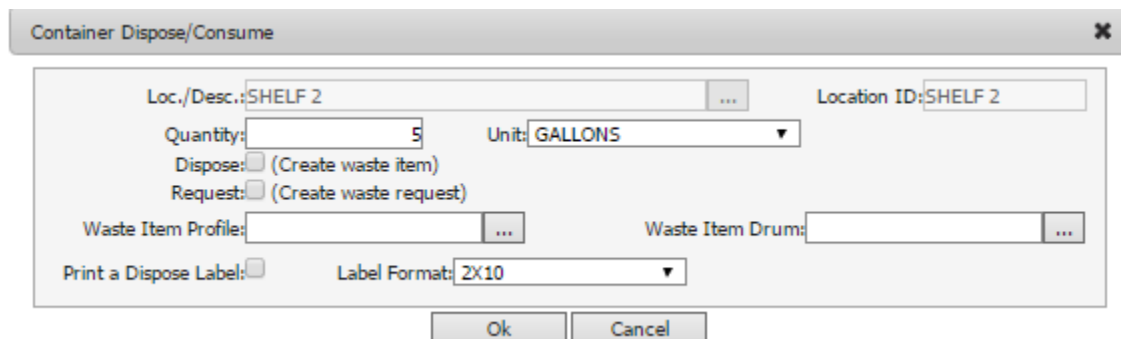 Container Dispose/Consume
Loc./Desc.:SHELF 2 ... Location ID:SHELF 2
Quantity: 5 Unit: GALLONS
Dispose: (Create waste item)
Request: (Create waste request)
Waste Item Profile: ... Waste Item Drum: ...
Print a Dispose Label: Label Format: 2X10
Ok Cancel